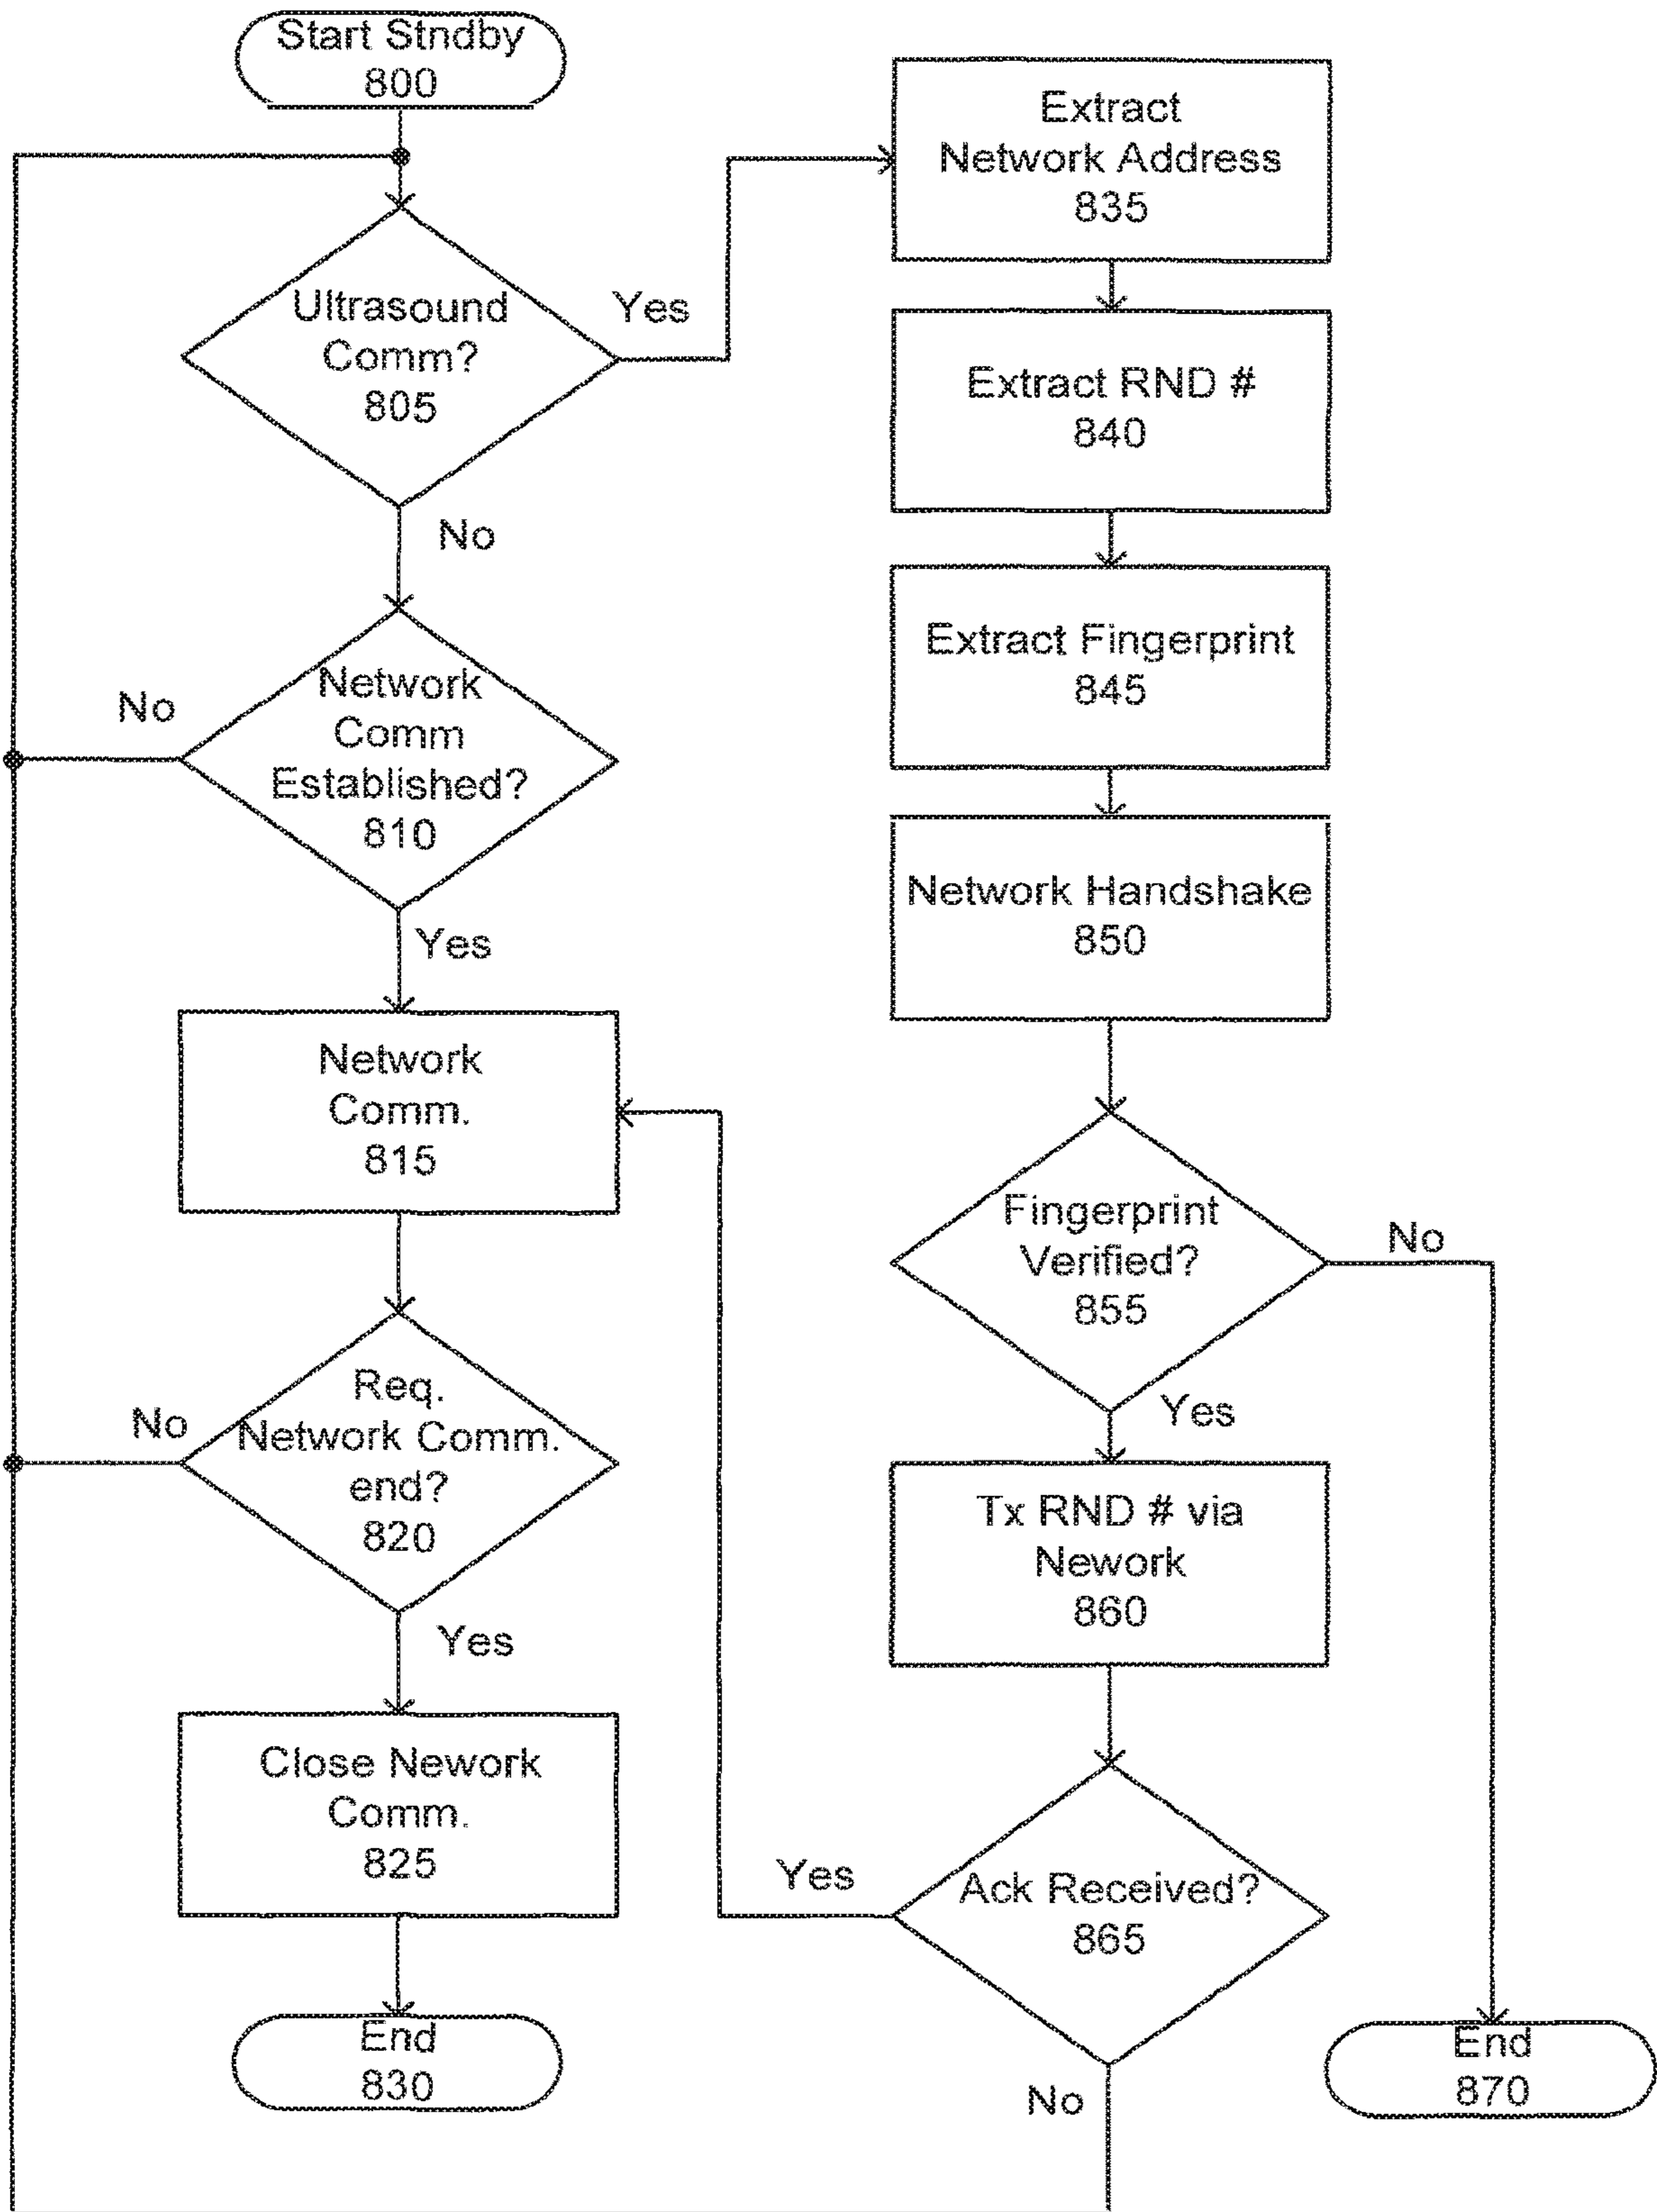 Start Stndby
800
Ultrasound
Comm?
805
Yes
No
Network
Comm
Established?
810
No
Yes
Network
Comm.
815
Req.
Network Comm.
end?
820
No
Yes
Close Nework
Comm.
825
End
830
Extract
Network Address
835
Extract RND #
840
Extract Fingerprint
845
Network Handshake
850
Fingerprint
Verified?
855
No
Yes
Tx RND # via
Nework
860
Ack Received?
865
Yes
No
End
870